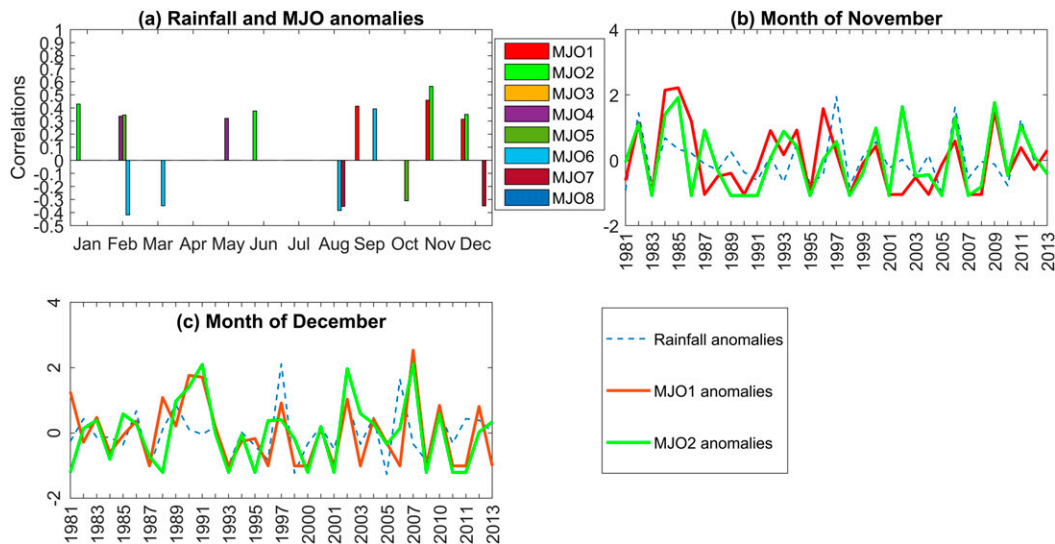 (a) Rainfall and MJO anomalies
Correlations
1
0.9
0.8
0.7
0.6
0.5
0.4
0.3
0.2
0.1
0
-0.1
-0.2
-0.3
-0.4
-0.5
Jan Feb Mar Apr May Jun Jul Aug Sep Oct Nov Dec
MJO1
MJO2
MJO3
MJO4
MJO5
MJO6
MJO7
MJO8
(b) Month of November
4
2
0
-2
1981 1983 1985 1987 1989 1991 1993 1995 1996 1998 2000 2001 2003 2005 2007 2009 2011 2013
(c) Month of December
4
2
0
-2
1981 1983 1985 1987 1989 1991 1993 1995 1996 1998 2000 2001 2003 2005 2007 2009 2011 2013
Rainfall anomalies
MJO1 anomalies
MJO2 anomalies